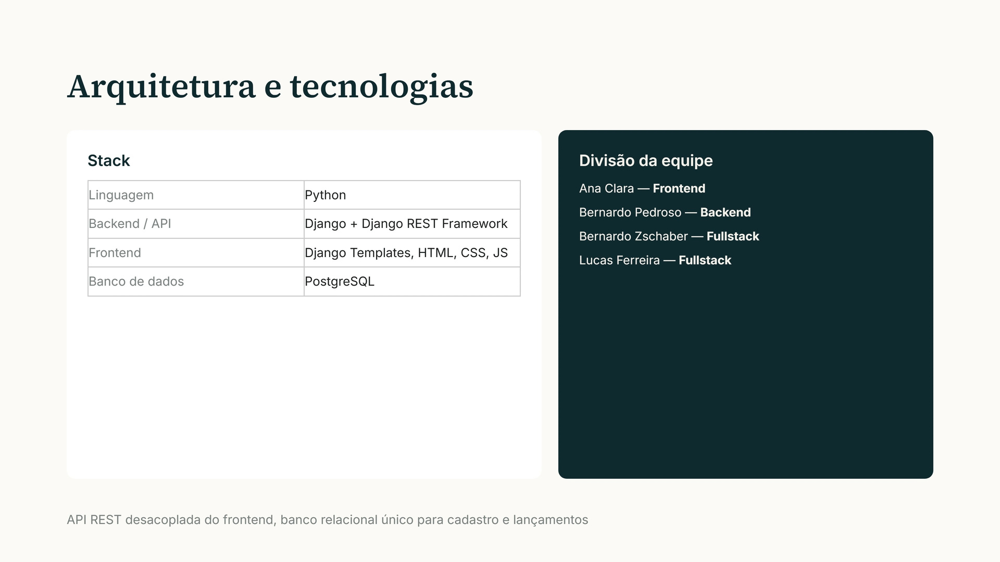 Arquitetura e tecnologias
Stack
Linguagem Python
Backend / API Django + Django REST Framework
Frontend Django Templates, HTML, CSS, JS
Banco de dados PostgreSQL
Divisão da equipe
Ana Clara — Frontend
Bernardo Pedroso — Backend
Bernardo Zschaber — Fullstack
Lucas Ferreira — Fullstack
API REST desacoplada do frontend, banco relacional único para cadastro e lançamentos